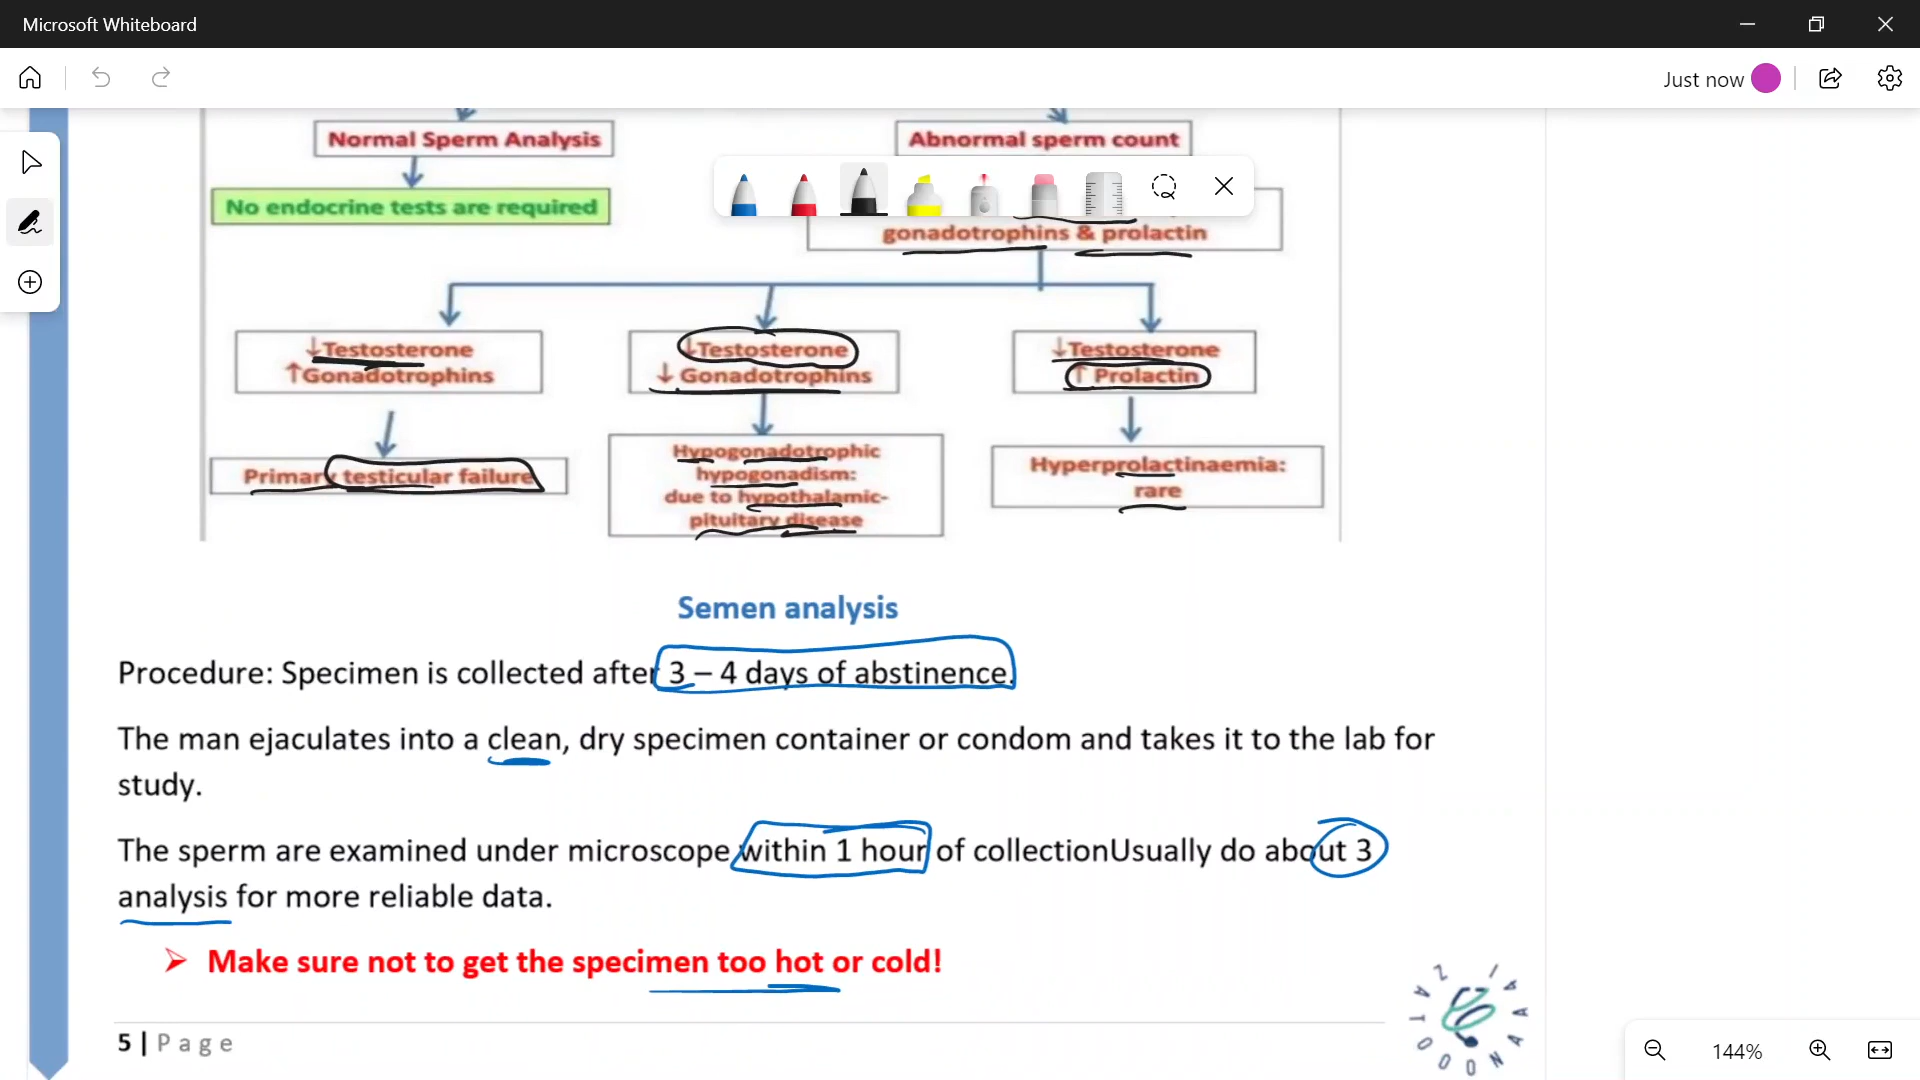 Microsoft Whiteboard
Just now
Normal Sperm Analysis
Abnormal sperm count
No endocrine tests are required
gonadotrophins & prolactin
↓Testosterone
↑Gonadotrophins
↓Testosterone
↓ Gonadotrophins
↓Testosterone
↑ Prolactin
Primary testicular failure
Hypogonadotrophic
hypogonadism:
due to hypothalamic-
pituitary disease
Hyperprolactinaemia:
rare
Semen analysis
Procedure: Specimen is collected after 3 – 4 days of abstinence.
The man ejaculates into a clean, dry specimen container or condom and takes it to the lab for
study.
The sperm are examined under microscope within 1 hour of collectionUsually do about 3
analysis for more reliable data.
➢ Make sure not to get the specimen too hot or cold!
5 | Page
144%